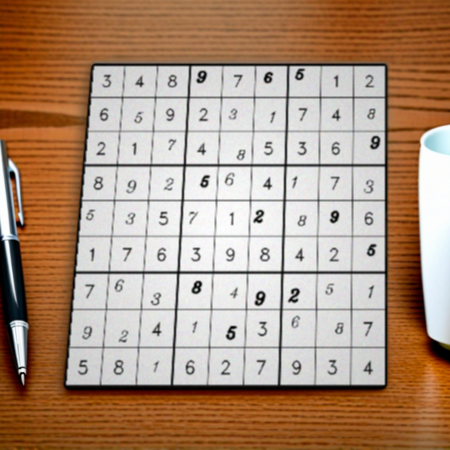 3 4 8 9 7 6 5 1 2
6 5 9 2 3 1 7 4 8
2 1 7 4 8 5 3 6 9
8 9 2 5 6 4 1 7 3
5 3 5 7 1 2 8 9 6
1 7 6 3 9 8 4 2 5
7 6 3 8 4 9 2 5 1
9 2 4 1 5 3 6 8 7
5 8 1 6 2 7 9 3 4